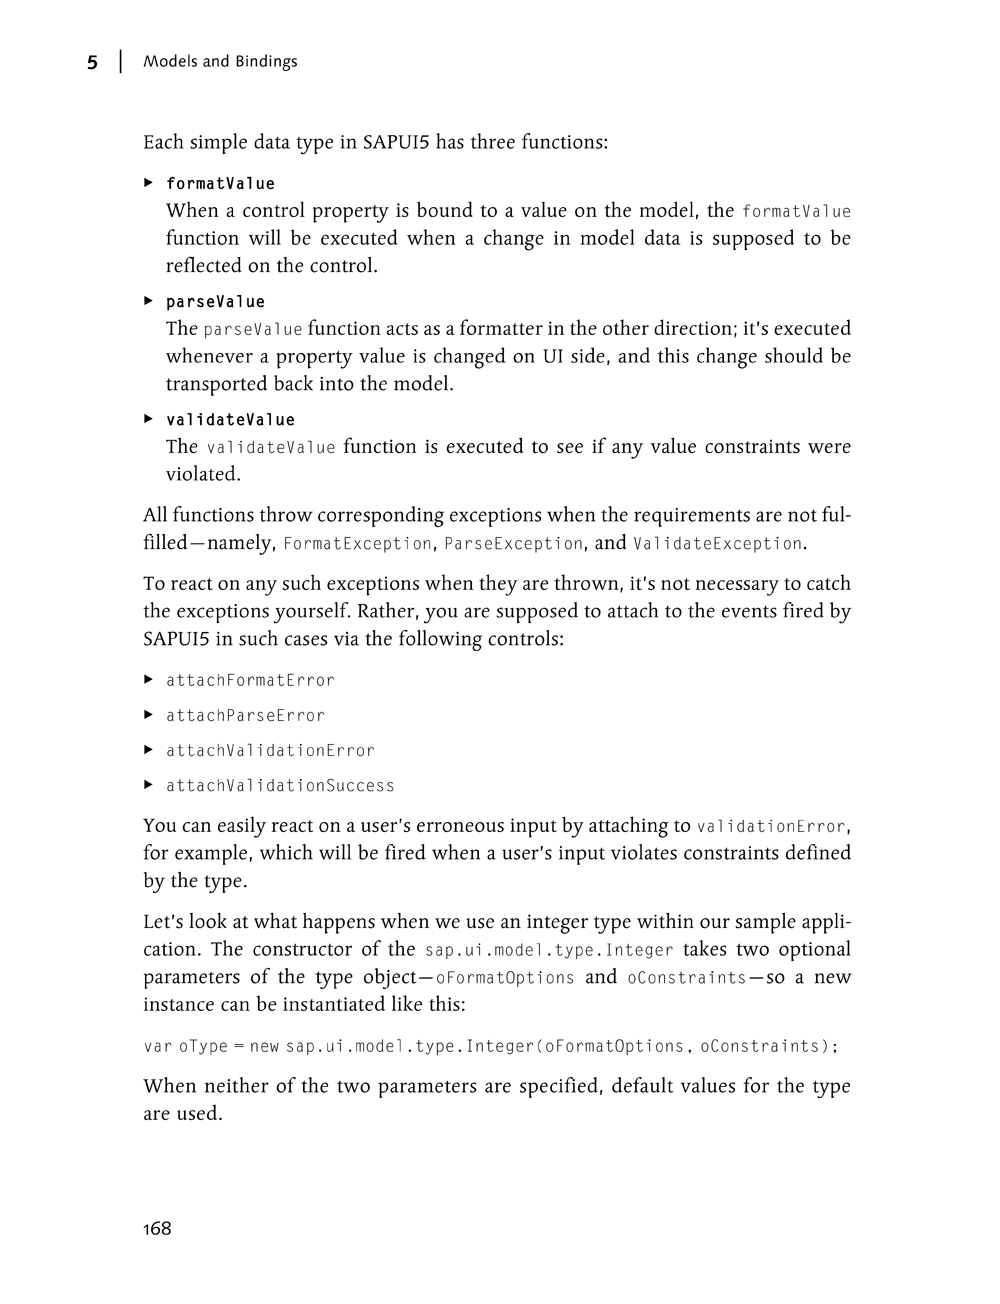 5 | Models and Bindings
Each simple data type in SAPUI5 has three functions:
▶ formatValue
When a control property is bound to a value on the model, the formatValue
function will be executed when a change in model data is supposed to be
reflected on the control.
▶ parseValue
The parseValue function acts as a formatter in the other direction; it's executed
whenever a property value is changed on UI side, and this change should be
transported back into the model.
▶ validateValue
The validateValue function is executed to see if any value constraints were
violated.
All functions throw corresponding exceptions when the requirements are not ful-
filled—namely, FormatException, ParseException, and ValidateException.
To react on any such exceptions when they are thrown, it's not necessary to catch
the exceptions yourself. Rather, you are supposed to attach to the events fired by
SAPUI5 in such cases via the following controls:
▶ attachFormatError
▶ attachParseError
▶ attachValidationError
▶ attachValidationSuccess
You can easily react on a user's erroneous input by attaching to validationError,
for example, which will be fired when a user's input violates constraints defined
by the type.
Let's look at what happens when we use an integer type within our sample appli-
cation. The constructor of the sap.ui.model.type.Integer takes two optional
parameters of the type object—oFormatOptions and oConstraints—so a new
instance can be instantiated like this:
var oType = new sap.ui.model.type.Integer(oFormatOptions, oConstraints);
When neither of the two parameters are specified, default values for the type
are used.
168